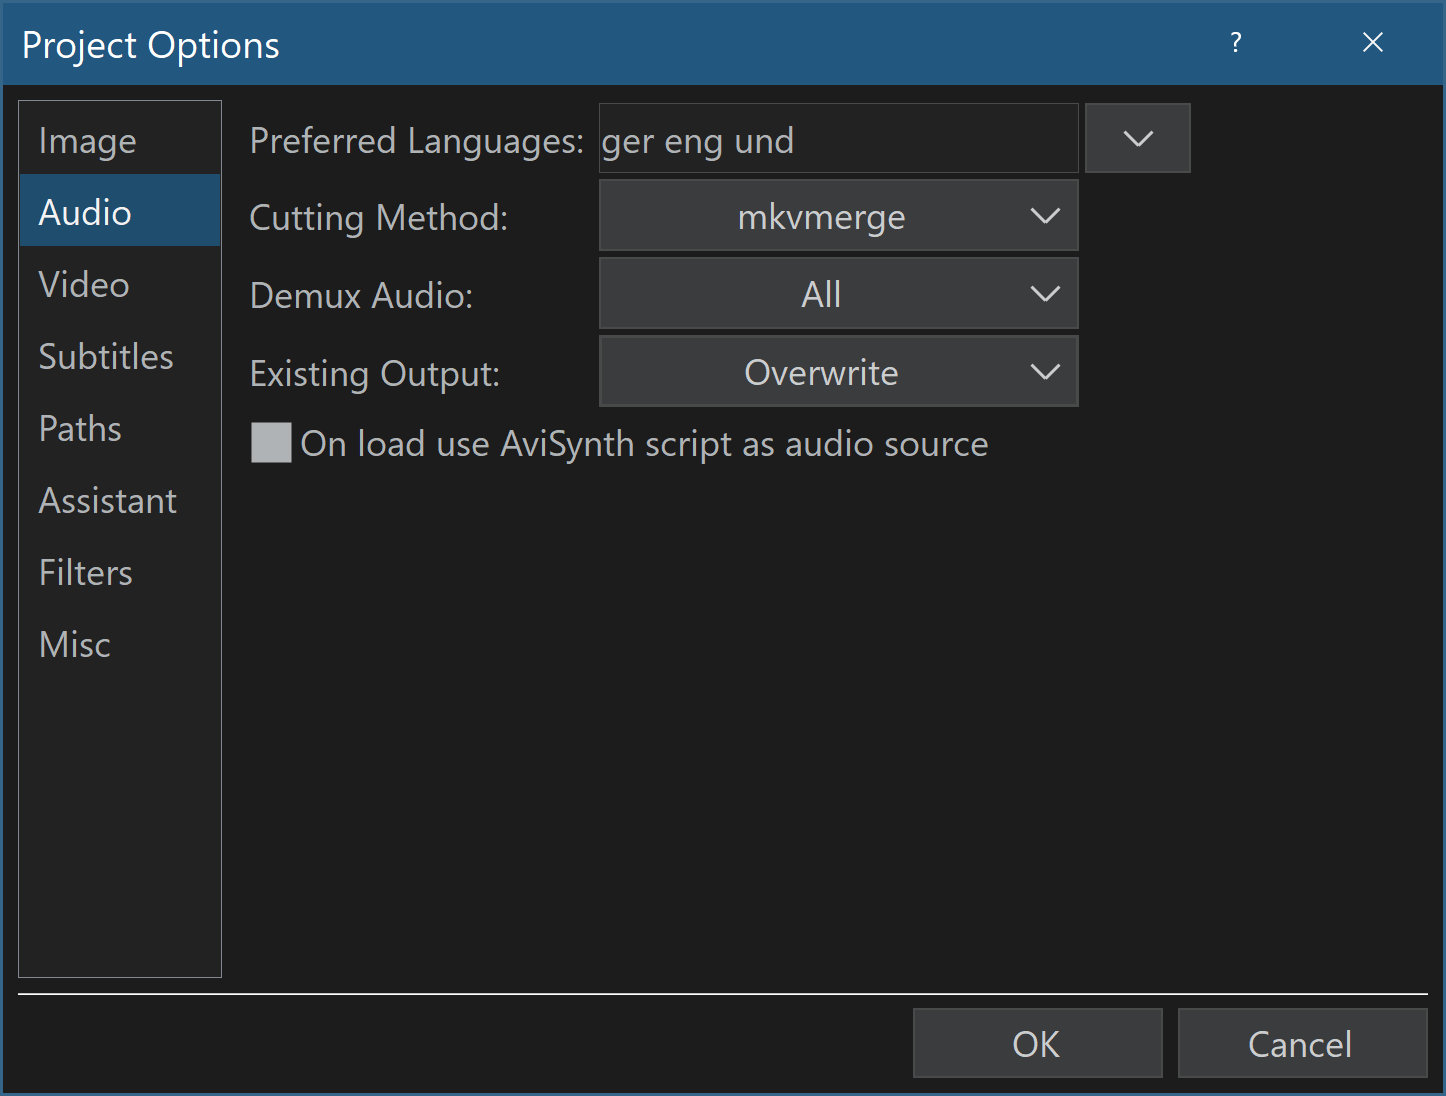 Project Options
?
Image
Audio
Video
Subtitles
Paths
Assistant
Filters
Misc
Preferred Languages: ger eng und
Cutting Method: mkvmerge
Demux Audio: All
Existing Output: Overwrite
On load use AviSynth script as audio source
OK Cancel